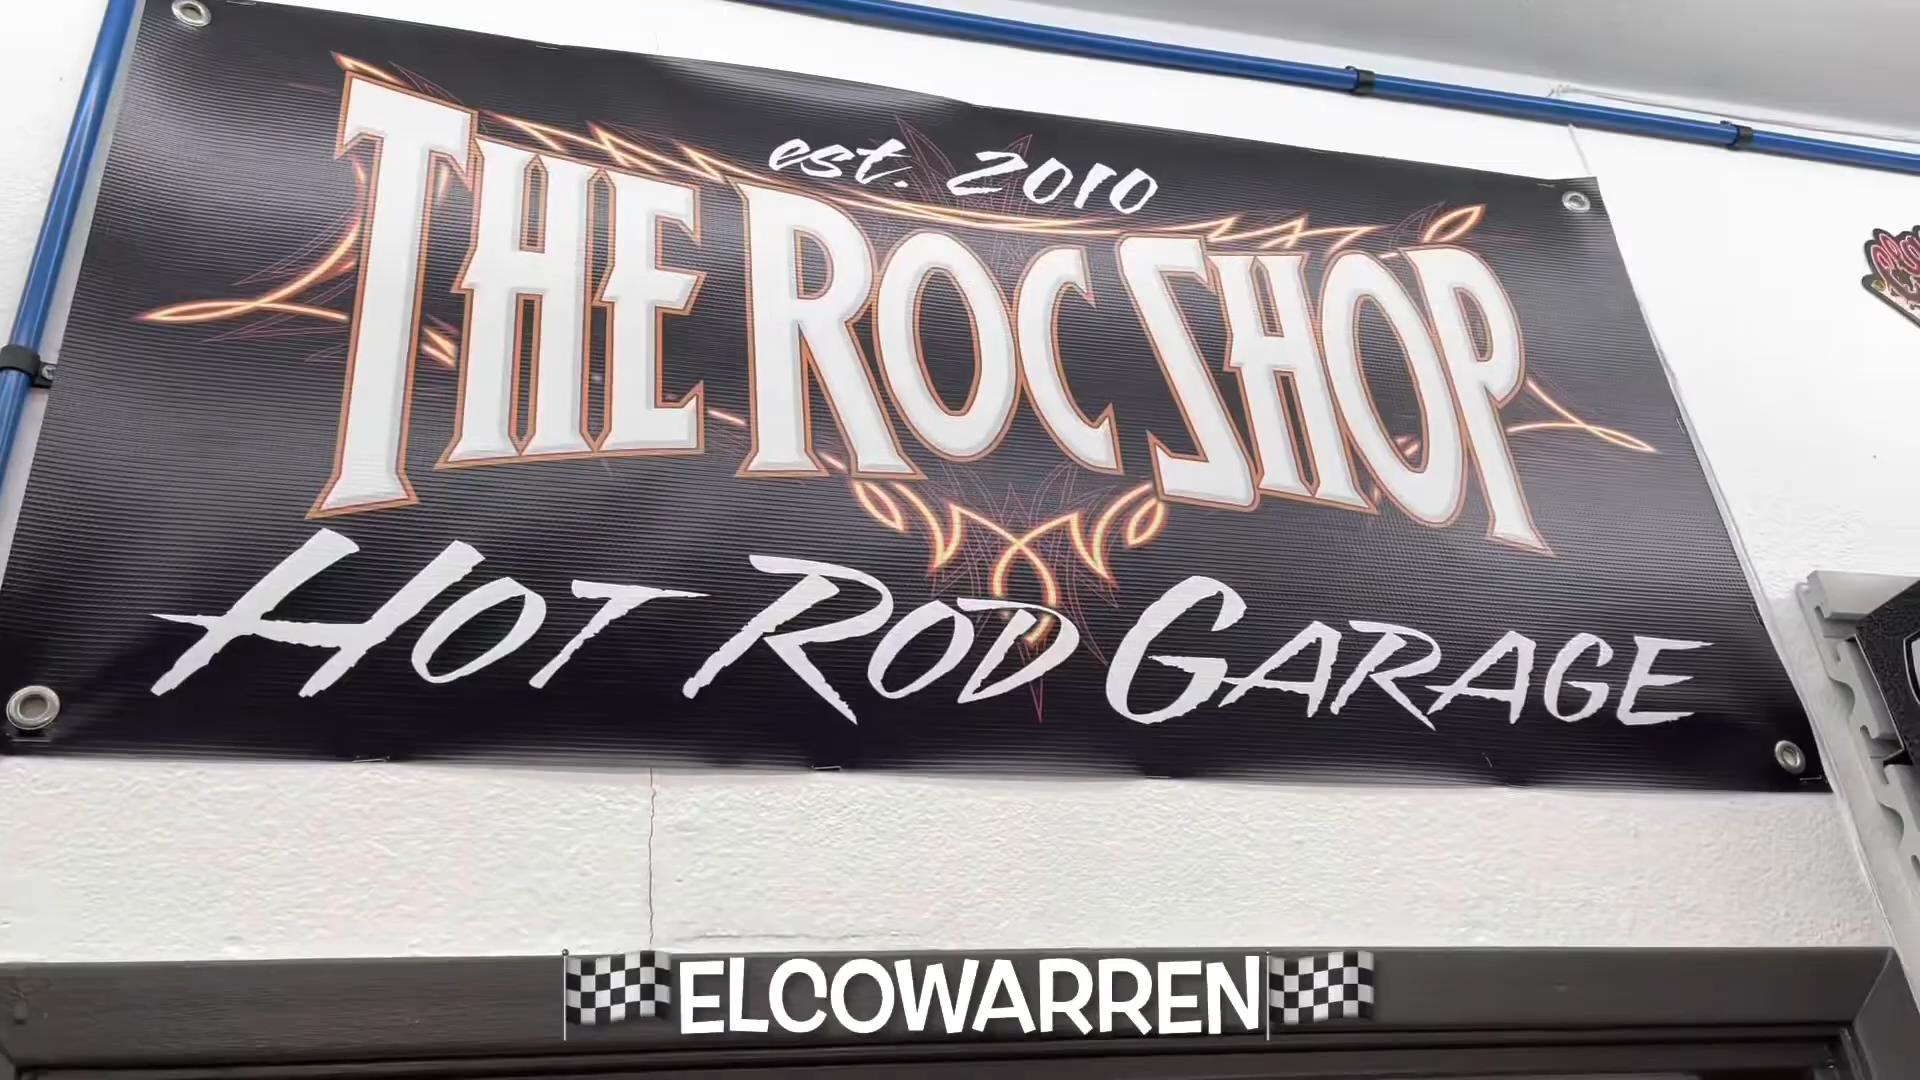 est. 2010
THE ROC SHOP
HOT ROD GARAGE
🏁ELCOWARREN🏁